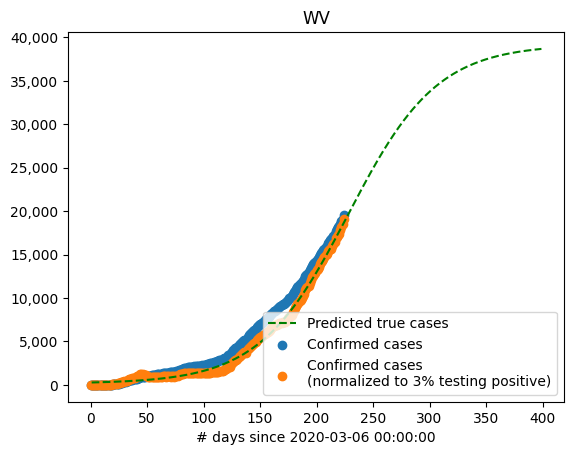 WV
40,000
35,000
30,000
25,000
20,000
15,000
10,000
5,000
0
Predicted true cases
Confirmed cases
Confirmed cases
(normalized to 3% testing positive)
0 50 100 150 200 250 300 350 400
# days since 2020-03-06 00:00:00